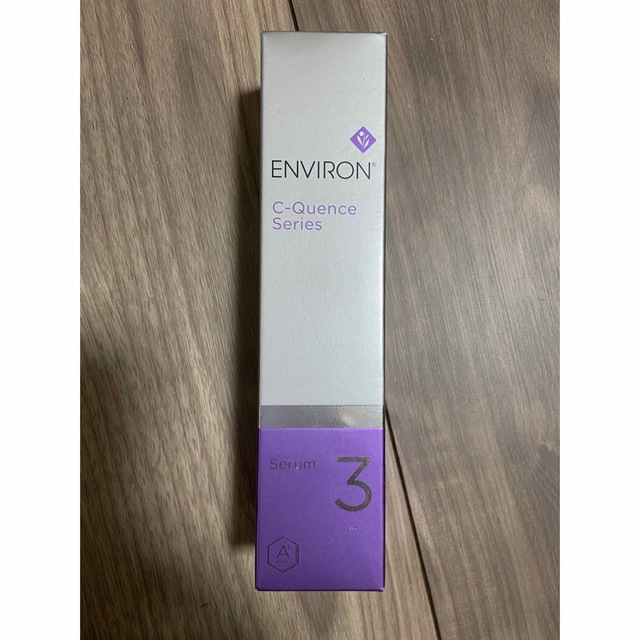 ENVIRON®
C-Quence
Series
Serum
3
A